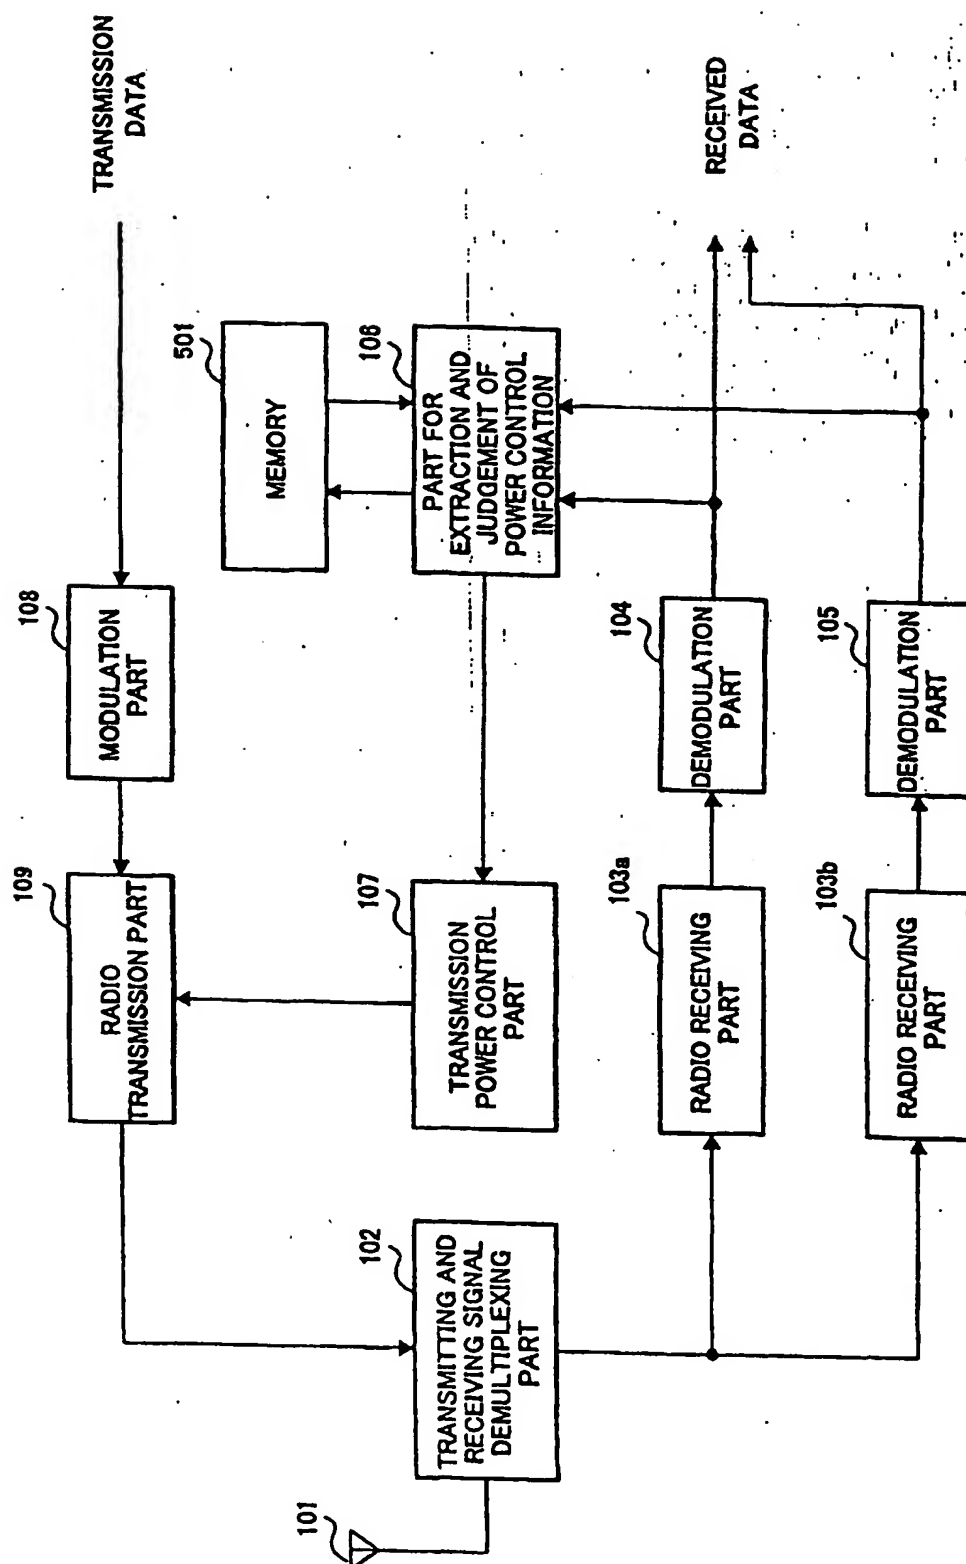 109
RADIO
TRANSMISSION PART
108
MODULATION
PART
TRANSMISSION
DATA
501
MEMORY
101
102
TRANSMITTING AND
RECEIVING SIGNAL
DEMULTIPLEXING
PART
107
TRANSMISSION
POWER CONTROL
PART
108
PART FOR
EXTRACTION AND
JUDGEMENT OF
POWER CONTROL
INFORMATION
103a
RADIO RECEIVING
PART
104
DEMODULATION
PART
RECEIVED
DATA
103b
RADIO RECEIVING
PART
105
DEMODULATION
PART